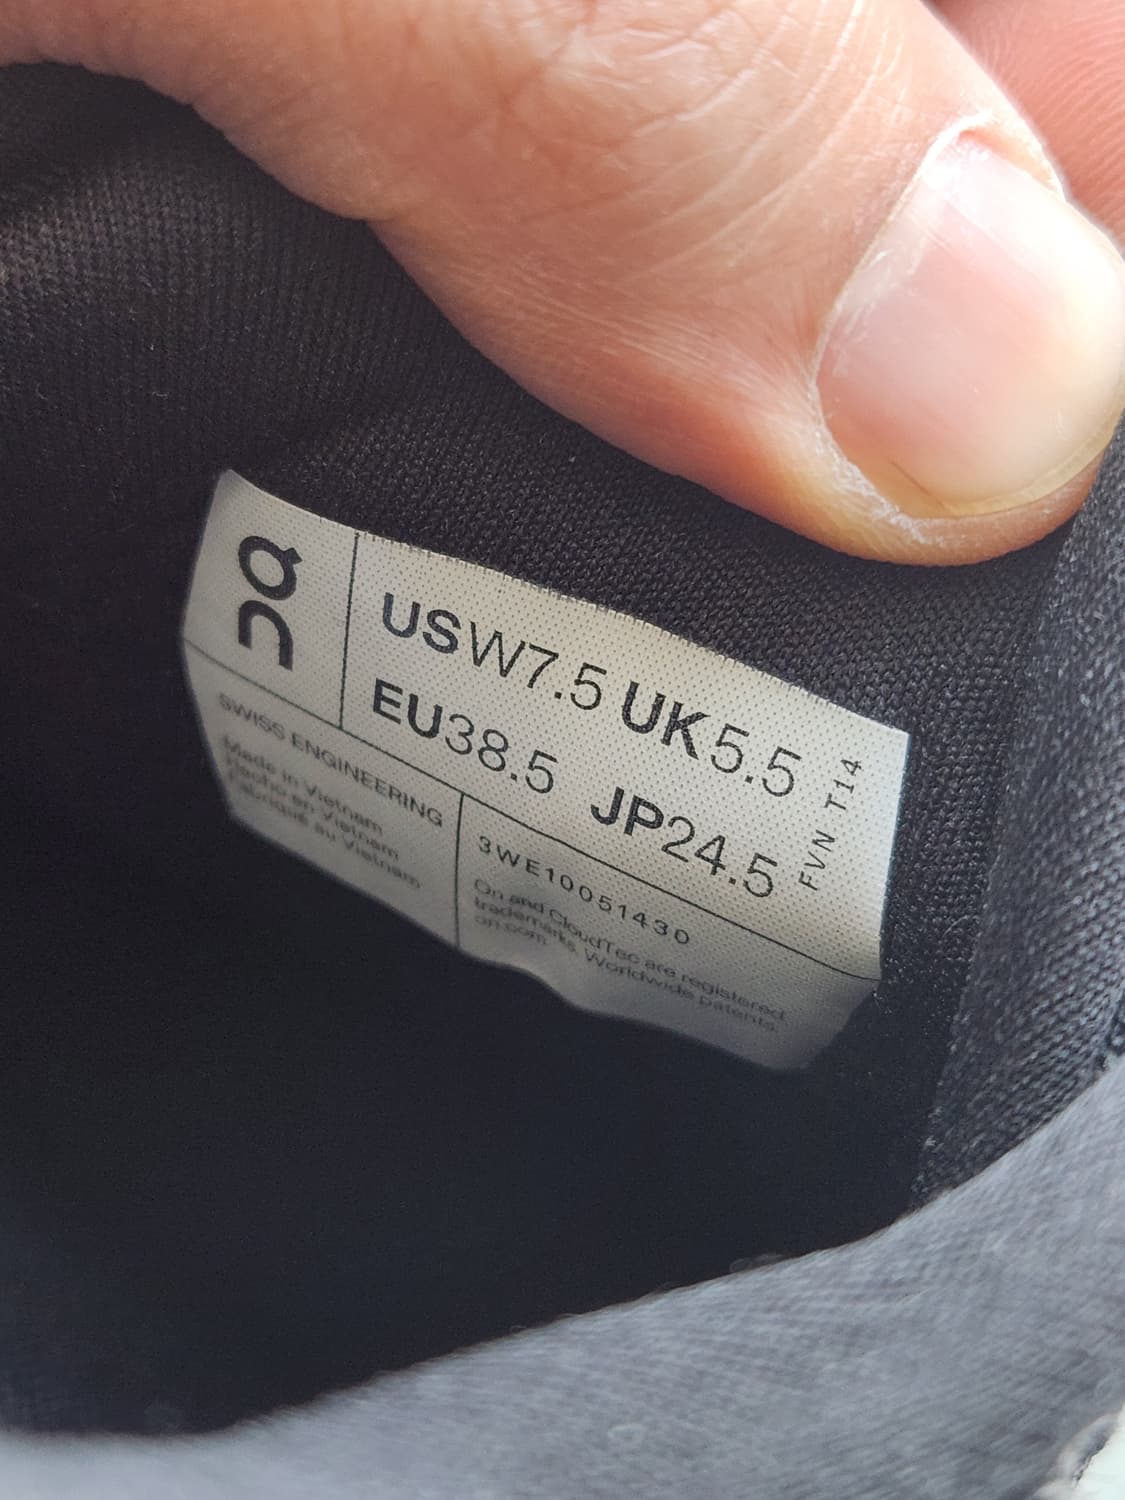 On
USW7.5 UK5.5
EU38.5 JP24.5
FVN T14
SWISS ENGINEERING
Made in Vietnam
Hecho en Vietnam
Fabriqué au Vietnam
3WE10051430
On and CloudTec are registered
trademarks. Worldwide patents.
on.com